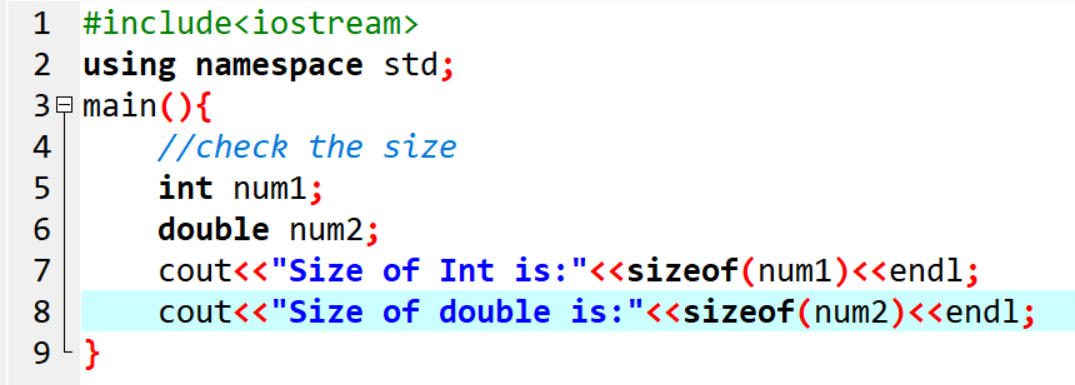 1 #include<iostream>
2 using namespace std;
3 main(){
4 //check the size
5 int num1;
6 double num2;
7 cout<<"Size of Int is:"<<sizeof(num1)<<endl;
8 cout<<"Size of double is:"<<sizeof(num2)<<endl;
9 }